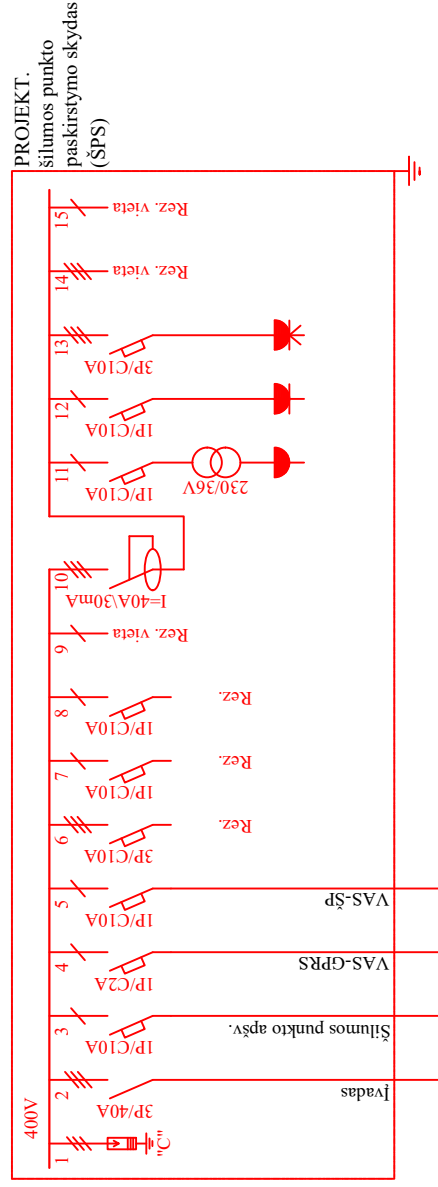 PROJEKT.
šilumos punkto
paskirstymo skydas
(ŠPS)
400V
1
"C"
2
3P/40A
Įvadas
3
1P/C10A
Šilumos punkto apšv.
4
1P/C2A
VAS-GPRS
5
1P/C10A
VAS-ŠP
6
3P/C10A
Rez.
7
1P/C10A
Rez.
8
1P/C10A
Rez.
9
Rez. vieta
10
I=40A\30mA
11
1P/C10A
230/36V
12
1P/C10A
13
3P/C10A
14
Rez. vieta
15
Rez. vieta